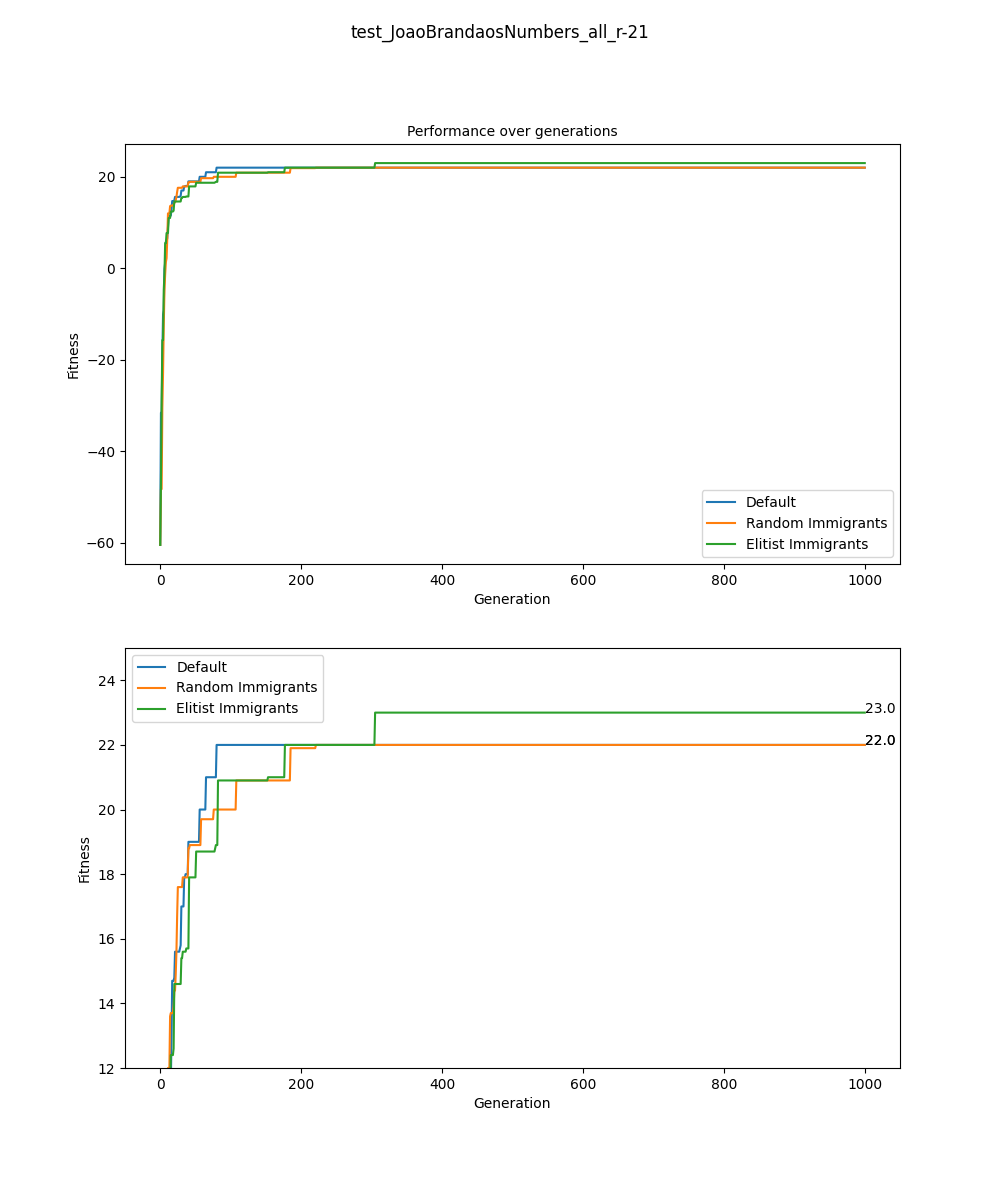 test_JoaoBrandaosNumbers_all_r-21
Performance over generations
20
0
−20
−40
−60
Fitness
Default
Random Immigrants
Elitist Immigrants
0 200 400 600 800 1000
Generation
24
22
20
18
16
14
12
Fitness
Default
Random Immigrants
Elitist Immigrants
23.0
22.0
0 200 400 600 800 1000
Generation